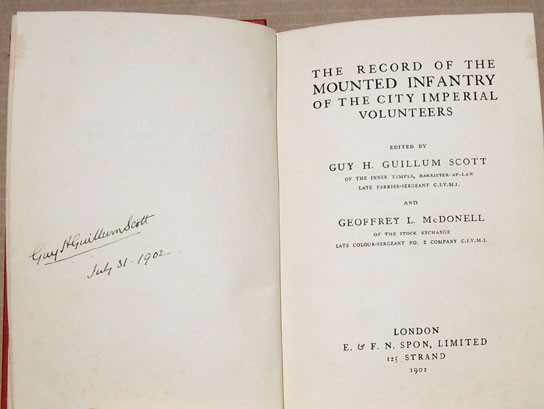 Guy H Guillum Scott
July 31. 1902
THE RECORD OF THE
MOUNTED INFANTRY
OF THE CITY IMPERIAL
VOLUNTEERS
EDITED BY
GUY H. GUILLUM SCOTT
OF THE INNER TEMPLE, BARRISTER-AT-LAW
LATE FARRIER-SERGEANT C.I.V.M.I.
AND
GEOFFREY L. McDONELL
OF THE STOCK EXCHANGE
LATE COLOUR-SERGEANT NO. 2 COMPANY C.I.V.M.I.
LONDON
E. & F. N. SPON, LIMITED
125 STRAND
1902